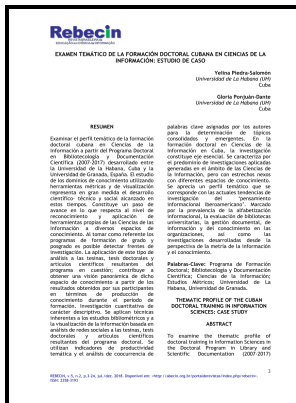 Rebecin
EXAMEN TEMÁTICO DE LA FORMACIÓN DOCTORAL CUBANA EN CIENCIAS DE LA
INFORMACIÓN: ESTUDIO DE CASO
Yelina Piedra-Salomón
Universidad de La Habana (UH)
Cuba
Gloria Ponjuán-Dante
Universidad de La Habana (UH)
Cuba
RESUMEN
Examinar el perfil temático de la formación
doctoral cubana en Ciencias de la
Información a partir del Programa Doctoral
en Bibliotecología y Documentación
Científica (2007-2017) desarrollado entre
la Universidad de La Habana, Cuba y la
Universidad de Granada, España. El estudio
de los dominios de conocimiento utilizando
herramientas métricas y de visualización
representa en gran medida el desarrollo
científico-técnico y social alcanzado en
estos tiempos. Constituye un paso de
avance en lo que respecta al nivel de
reconocimiento y aplicación de
herramientas propias de las Ciencias de la
Información a diversos espacios de
conocimiento. Al tomar como referente los
programas de formación de grado y
posgrado es posible detectar frentes de
investigación. La aplicación de este tipo de
análisis a las tesinas, tesis doctorales y
artículos científicos resultantes del
programa en cuestión; contribuye a
obtener una visión panorámica de dicho
espacio de conocimiento a partir de los
resultados obtenidos por sus participantes
en términos de producción de
conocimiento durante el período de
formación. Investigación cuantitativa de
carácter descriptivo. Se aplican técnicas
inherentes a los estudios bibliométricos y a
la visualización de la información basada en
análisis de redes sociales a las tesinas, tesis
doctorales y artículos científicos
resultantes del programa doctoral. Se
utilizan indicadores de productividad
temática y el análisis de coocurrencia de
palabras clave asignadas por los autores
para la determinación de tópicos
consolidados y emergentes. En la
formación doctoral en Ciencias de la
Información en Cuba, la investigación
constituye eje esencial. Se caracteriza por
el predominio de investigaciones aplicadas
generadas en el ámbito de las Ciencias de
la Información, pero con estrechos nexos
con diferentes espacios de conocimiento.
Se aprecia un perfil temático que se
corresponde con las actuales tendencias de
investigación del "pensamiento
informacional iberoamericano". Marcado
por la prevalencia de la alfabetización
informacional, la evaluación de bibliotecas
universitarias, la gestión documental, de
información y del conocimiento en las
organizaciones, así como las
investigaciones desarrolladas desde la
perspectiva de la metría de la información
y el conocimiento.
Palabras-Clave: Programa de Formación
Doctoral; Bibliotecología y Documentación
Científica; Ciencias de la Información;
Estudios Métricos; Universidad de La
Habana, Universidad de Granada.
THEMATIC PROFILE OF THE CUBAN
DOCTORAL TRAINING IN INFORMATION
SCIENCES: CASE STUDY
ABSTRACT
To examine the thematic profile of
doctoral training in Information Sciences in
the Doctoral Program in Library and
Scientific Documentation (2007-2017)
3